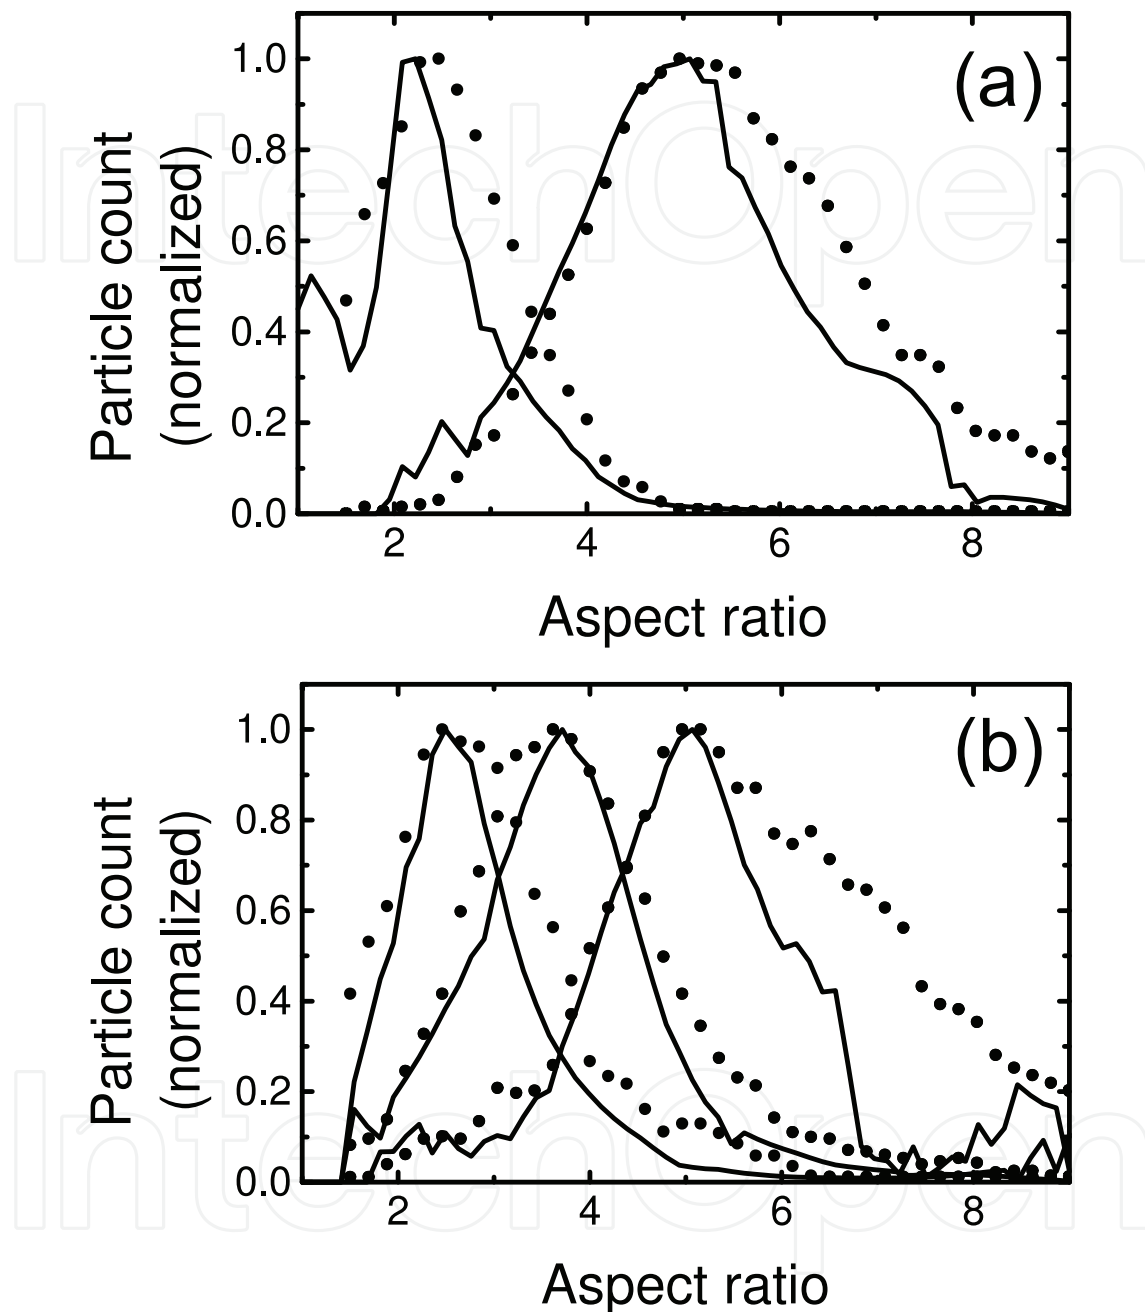 (a)
1.0
0.8
0.6
0.4
0.2
0.0
Particle count
(normalized)
2 4 6 8
Aspect ratio
(b)
1.0
0.8
0.6
0.4
0.2
0.0
Particle count
(normalized)
2 4 6 8
Aspect ratio
IntechOpen
IntechOpen